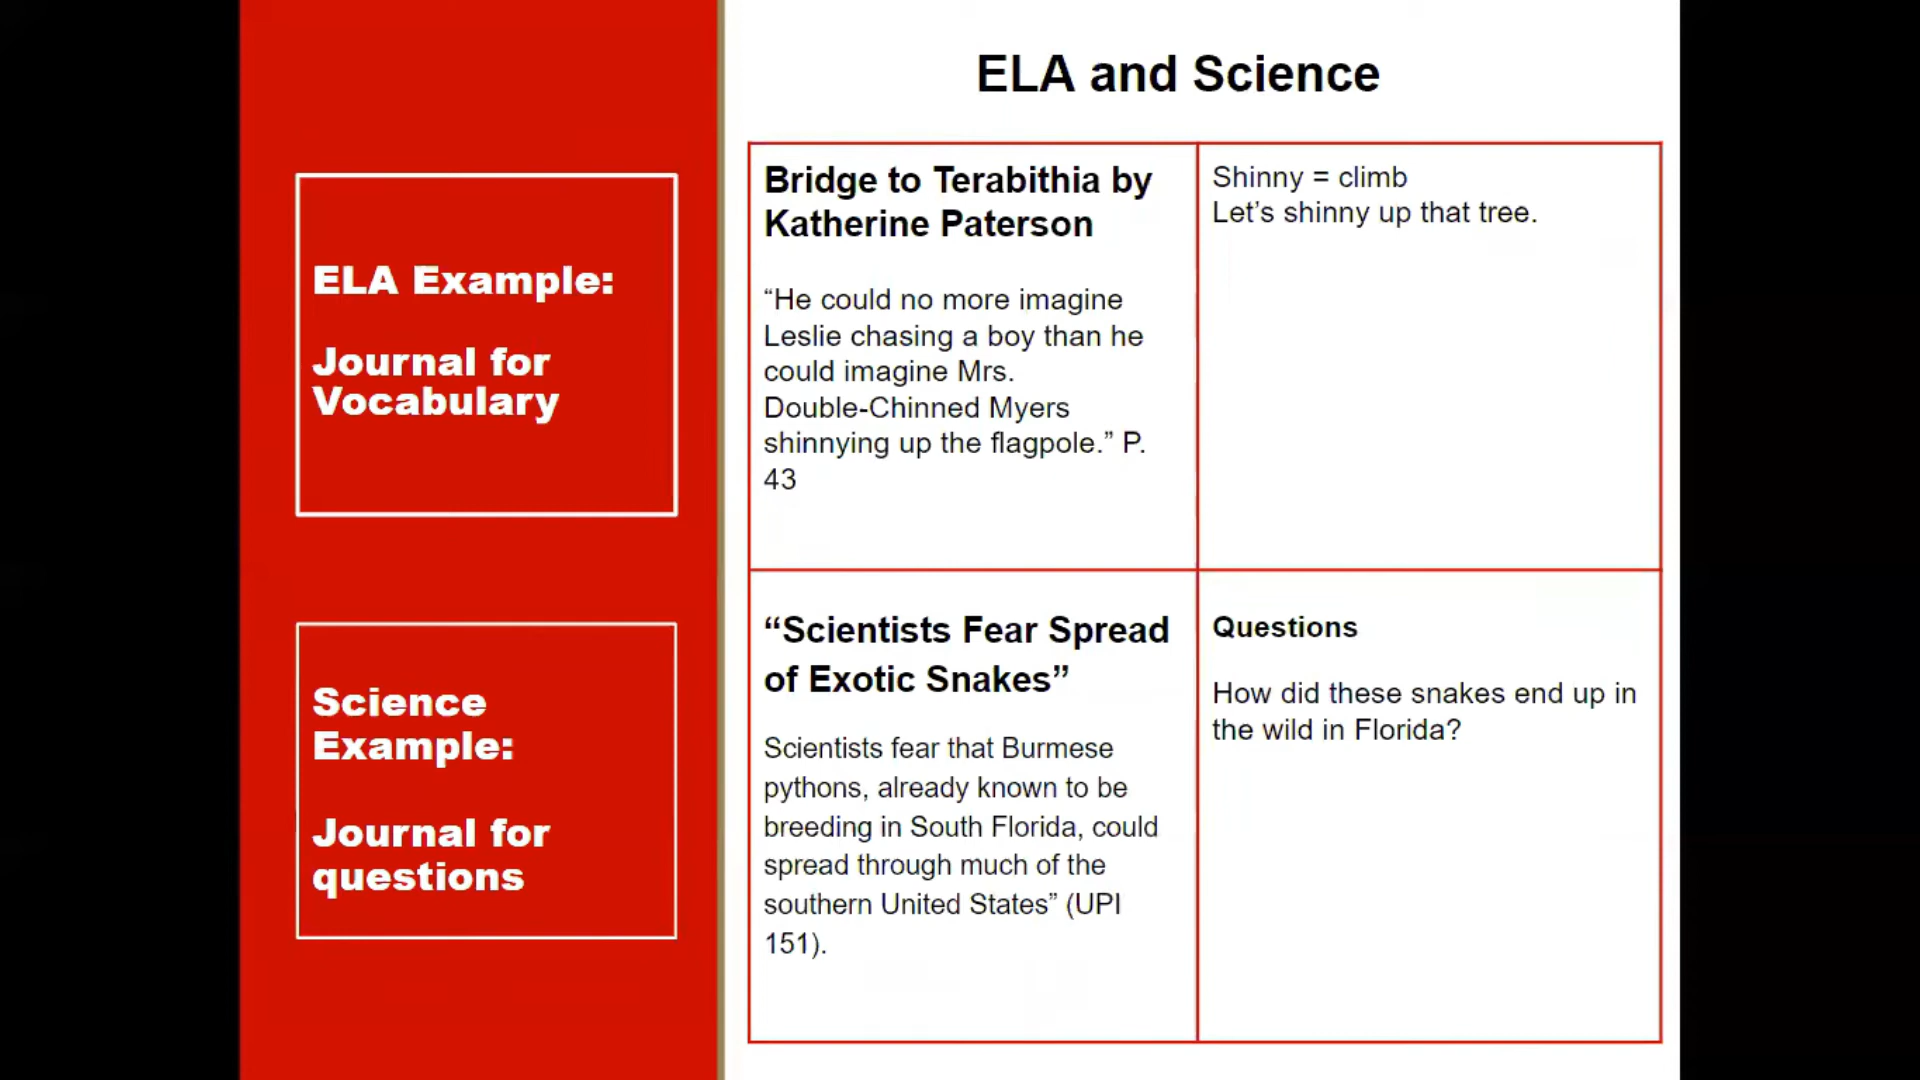 ELA and Science
ELA Example:
Journal for
Vocabulary
Bridge to Terabithia by
Katherine Paterson
“He could no more imagine
Leslie chasing a boy than he
could imagine Mrs.
Double-Chinned Myers
shinnying up the flagpole.” P.
43
Shinny = climb
Let’s shinny up that tree.
Science
Example:
Journal for
questions
“Scientists Fear Spread
of Exotic Snakes”
Scientists fear that Burmese
pythons, already known to be
breeding in South Florida, could
spread through much of the
southern United States” (UPI
151).
Questions
How did these snakes end up in
the wild in Florida?